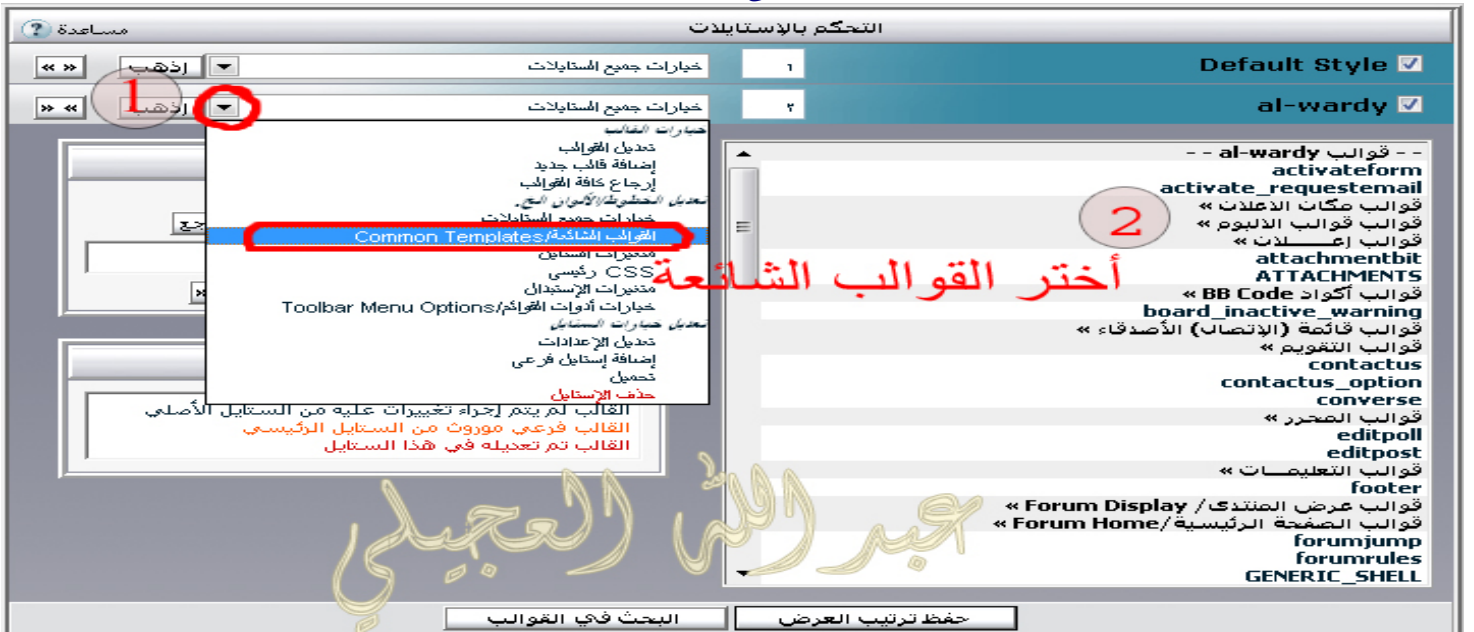 التحكم بالإستايلات
مساعدة
Default Style
١
خيارات جميع الستايلات
إذهب
al-wardy
٢
خيارات جميع الستايلات
إذهب
1
خيارات القالب
تعديل القوالب
إضافة قالب جديد
إرجاع كافة القوالب
تعديل الخطوط/الألوان الخ.
خيارات جميع الستايلات
القوالب الشائعة/Common Templates
متغيرات الستايل
CSS رئيسي
متغيرات الإستبدال
خيارات أدوات القوائم/Toolbar Menu Options
تعديل خيارات الستايل
تعديل الإعدادات
إضافة إستايل فرعي
تحميل
حذف الإستايل
2
أختر القوالب الشائعة
- - قوالب al-wardy - -
activateform
activate_requestemail
قوالب مكان الاعلان »
قوالب قوالب الالبوم »
قوالب إعـــلان »
attachmentbit
ATTACHMENTS
قوالب أكواد BB Code »
board_inactive_warning
قوالب قائمة (الإتصال) الأصدقاء »
قوالب التقويم »
contactus
contactus_option
converse
قوالب المحرر »
editpoll
editpost
قوالب التعليمـــات »
footer
قوالب عرض المنتدى/ Forum Display »
قوالب الصفحة الرئيسية/Forum Home »
forumjump
forumrules
GENERIC_SHELL
القالب لم يتم إجراء تغييرات عليه من الستايل الأصلي
القالب فرعي موروث من الستايل الرئيسي
القالب تم تعديله في هذا الستايل
عبد الله العجيلي
حفظ ترتيب العرض
البحث في القوالب